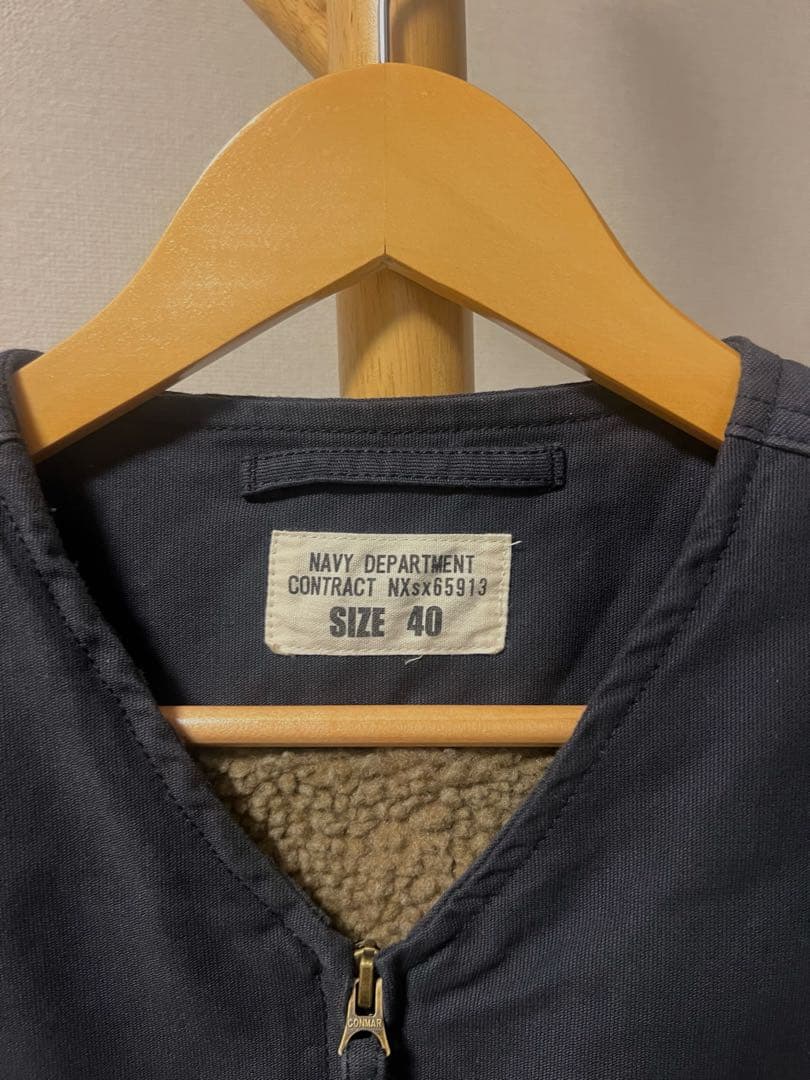 NAVY DEPARTMENT
CONTRACT NXsx65913
SIZE 40
CONMAR